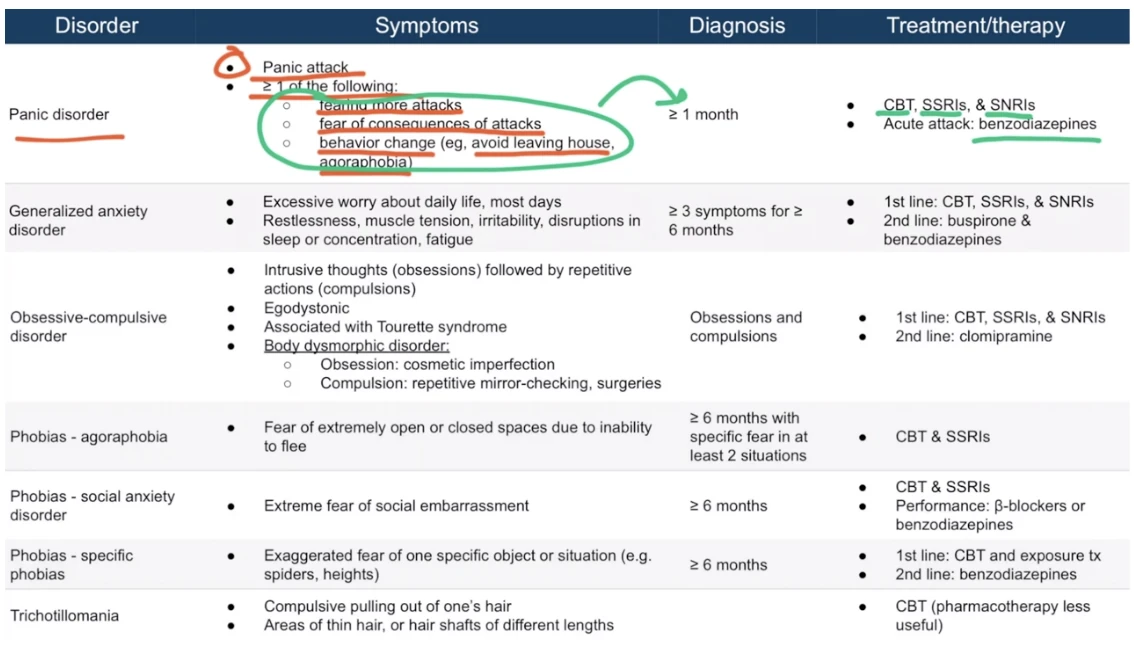 Disorder Symptoms Diagnosis Treatment/therapy
Panic disorder
● Panic attack
● ≥ 1 of the following:
○ fearing more attacks
○ fear of consequences of attacks
○ behavior change (eg, avoid leaving house,
agoraphobia)
≥ 1 month
● CBT, SSRIs, & SNRIs
● Acute attack: benzodiazepines
Generalized anxiety
disorder
● Excessive worry about daily life, most days
● Restlessness, muscle tension, irritability, disruptions in
sleep or concentration, fatigue
≥ 3 symptoms for ≥
6 months
● 1st line: CBT, SSRIs, & SNRIs
● 2nd line: buspirone &
benzodiazepines
Obsessive-compulsive
disorder
● Intrusive thoughts (obsessions) followed by repetitive
actions (compulsions)
● Egodystonic
● Associated with Tourette syndrome
● Body dysmorphic disorder:
○ Obsession: cosmetic imperfection
○ Compulsion: repetitive mirror-checking, surgeries
Obsessions and
compulsions
● 1st line: CBT, SSRIs, & SNRIs
● 2nd line: clomipramine
Phobias - agoraphobia
● Fear of extremely open or closed spaces due to inability
to flee
≥ 6 months with
specific fear in at
least 2 situations
● CBT & SSRIs
Phobias - social anxiety
disorder
● Extreme fear of social embarrassment
≥ 6 months
● CBT & SSRIs
● Performance: β-blockers or
benzodiazepines
Phobias - specific
phobias
● Exaggerated fear of one specific object or situation (e.g.
spiders, heights)
≥ 6 months
● 1st line: CBT and exposure tx
● 2nd line: benzodiazepines
Trichotillomania
● Compulsive pulling out of one's hair
● Areas of thin hair, or hair shafts of different lengths
● CBT (pharmacotherapy less
useful)